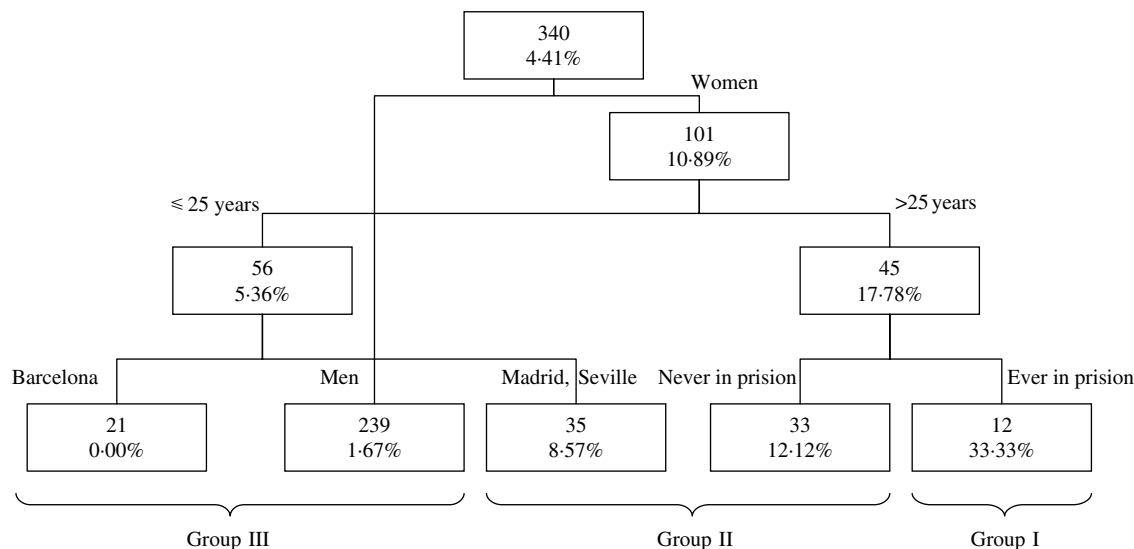 340
4·41%
Women
101
10·89%
⩽ 25 years
>25 years
56
5·36%
45
17·78%
Barcelona
Men
Madrid, Seville
Never in prision
Ever in prision
21
0·00%
239
1·67%
35
8·57%
33
12·12%
12
33·33%
Group III
Group II
Group I